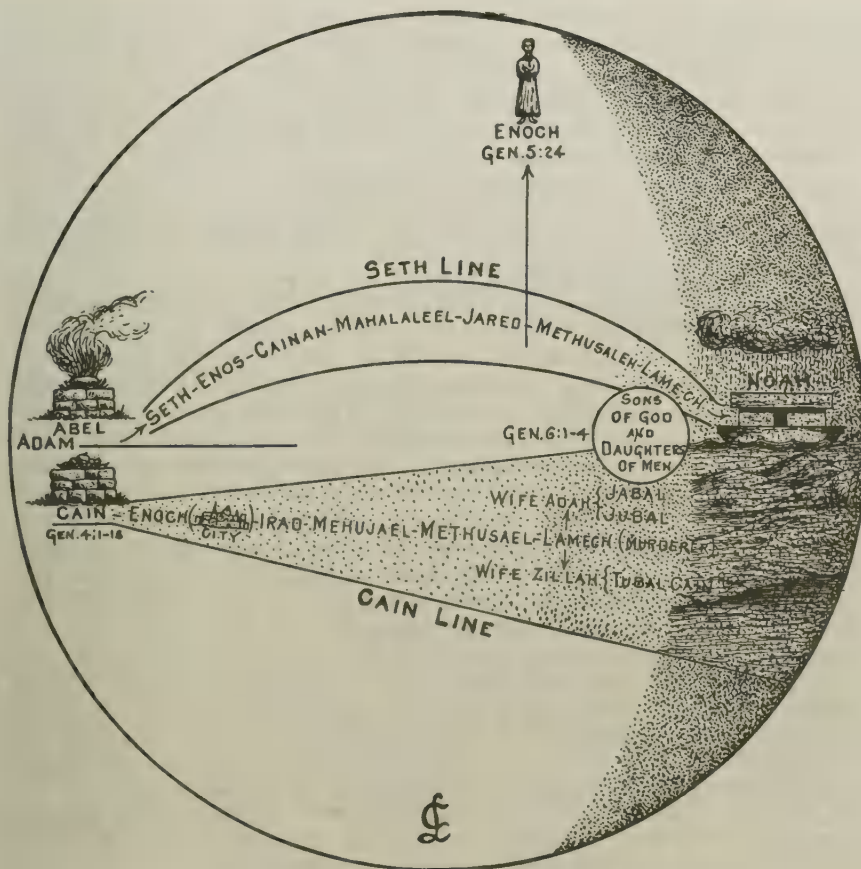 ENOCH
GEN.5:24
SETH LINE
SETH-ENOS-CAINAN-MAHALALEEL-JARED-METHUSALEH-LAMECH
NOAH
ABEL
ADAM
SONS
OF GOD
AND
DAUGHTERS
OF MEN
GEN.6:1-4
WIFE ADAH {JABAL
JUBAL
CAIN - ENOCH (CITY) IRAD-MEHUJAEL-METHUSAEL-LAMECH (MURDERER)
GEN.4:1-18
WIFE ZILLAH {TUBAL CAIN
CAIN LINE